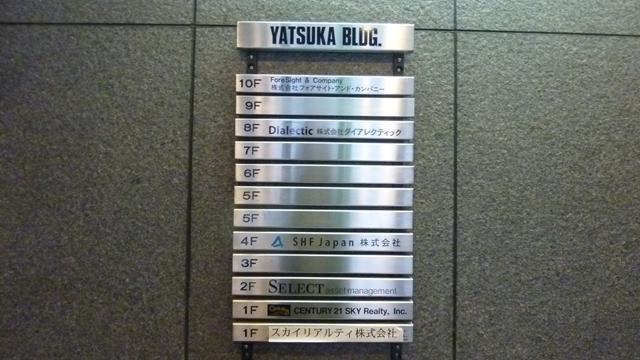 YATSUKA BLDG.
10F ForeSight & Company
株式会社フォアサイト・アンド・カンパニー
9F
8F Dialectic 株式会社ダイアレクティック
7F
6F
5F
5F
4F SHF Japan 株式会社
3F
2F SELECT asset management
1F CENTURY 21 SKY Realty, Inc.
1F スカイリアルティ株式会社